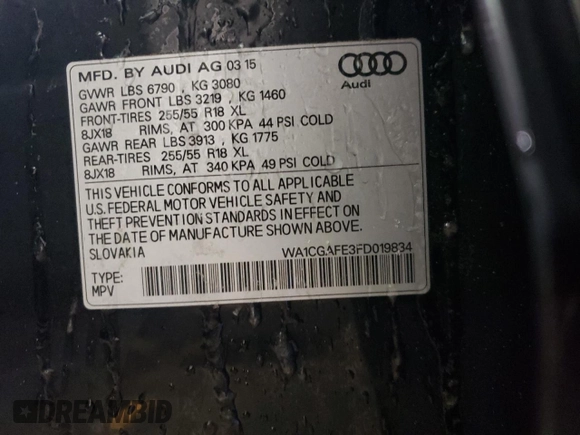 MFD. BY AUDI AG 03 15
Audi
GVWR LBS 6790 , KG 3080
GAWR FRONT LBS 3219 , KG 1460
FRONT-TIRES 255/55 R18 XL
8JX18 RIMS, AT 300 KPA 44 PSI COLD
GAWR REAR LBS 3913 , KG 1775
REAR-TIRES 255/55 R18 XL
8JX18 RIMS, AT 340 KPA 49 PSI COLD
THIS VEHICLE CONFORMS TO ALL APPLICABLE
U.S. FEDERAL MOTOR VEHICLE SAFETY AND
THEFT PREVENTION STANDARDS IN EFFECT ON
THE DATE OF MANUFACTURE SHOWN ABOVE.
SLOVAKIA WA1CGAFE3FD019834
TYPE:
MPV
DREAMBID